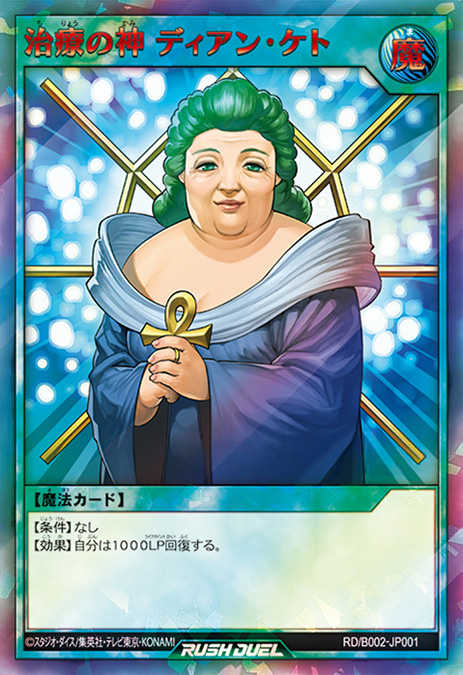 治療の神 ディアン・ケト
魔
【魔法カード】
【条件】なし
【効果】自分は1000LP回復する。
©スタジオ・ダイス/集英社・テレビ東京・KONAMI
RUSH DUEL
RD/B002-JP001